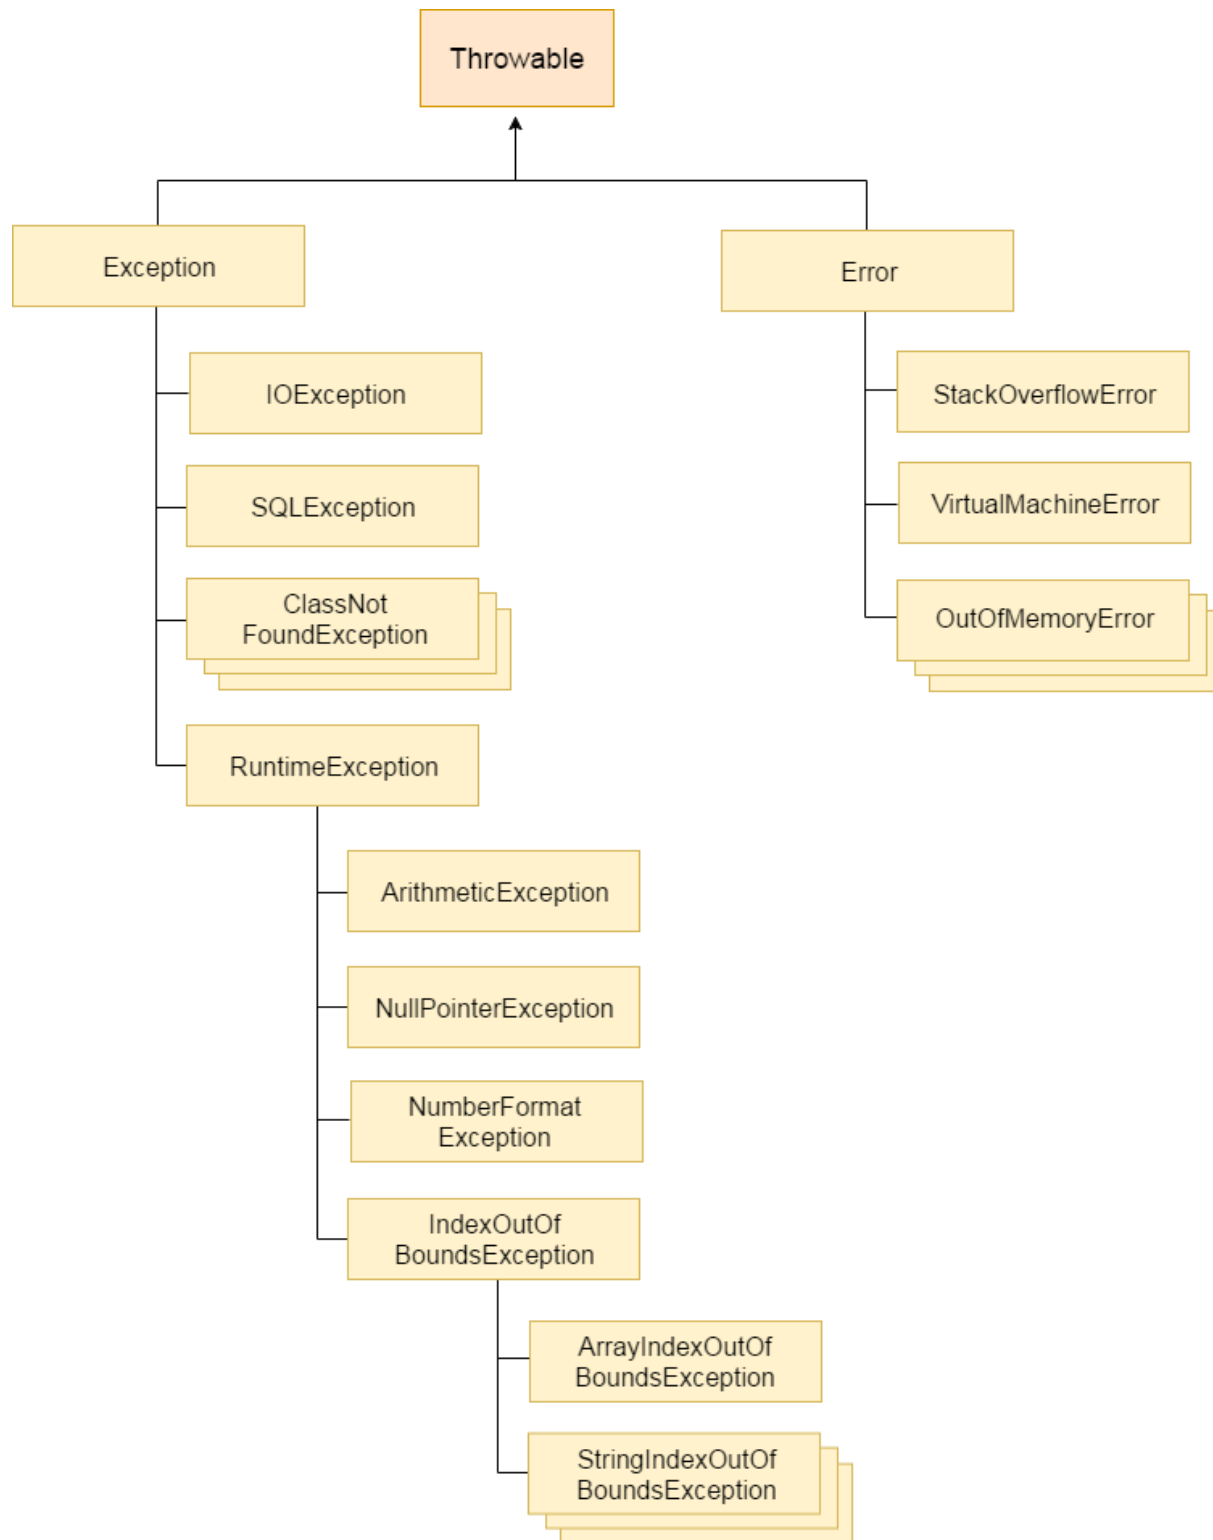 Throwable
Exception
Error
IOException
StackOverflowError
SQLException
VirtualMachineError
ClassNot
FoundException
OutOfMemoryError
RuntimeException
ArithmeticException
NullPointerException
NumberFormat
Exception
IndexOutOf
BoundsException
ArrayIndexOutOf
BoundsException
StringIndexOutOf
BoundsException